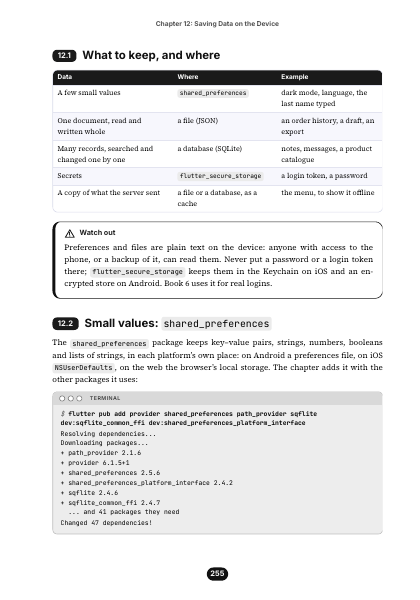 Chapter 12: Saving Data on the Device
12.1 What to keep, and where
Data Where Example
A few small values shared_preferences dark mode, language, the
last name typed
One document, read and a file (JSON) an order history, a draft, an
written whole export
Many records, searched and a database (SQLite) notes, messages, a product
changed one by one catalogue
Secrets flutter_secure_storage a login token, a password
A copy of what the server sent a file or a database, as a the menu, to show it offline
cache
Watch out
Preferences and files are plain text on the device: anyone with access to the
phone, or a backup of it, can read them. Never put a password or a login token
there; flutter_secure_storage keeps them in the Keychain on iOS and an en-
crypted store on Android. Book 6 uses it for real logins.
12.2 Small values: shared_preferences
The shared_preferences package keeps key–value pairs, strings, numbers, booleans
and lists of strings, in each platform's own place: on Android a preferences file, on iOS
NSUserDefaults, on the web the browser's local storage. The chapter adds it with the
other packages it uses:
TERMINAL
$ flutter pub add provider shared_preferences path_provider sqflite
dev:sqflite_common_ffi dev:shared_preferences_platform_interface
Resolving dependencies...
Downloading packages...
+ path_provider 2.1.6
+ provider 6.1.5+1
+ shared_preferences 2.5.6
+ shared_preferences_platform_interface 2.4.2
+ sqflite 2.4.6
+ sqflite_common_ffi 2.4.7
... and 41 packages they need
Changed 47 dependencies!
255